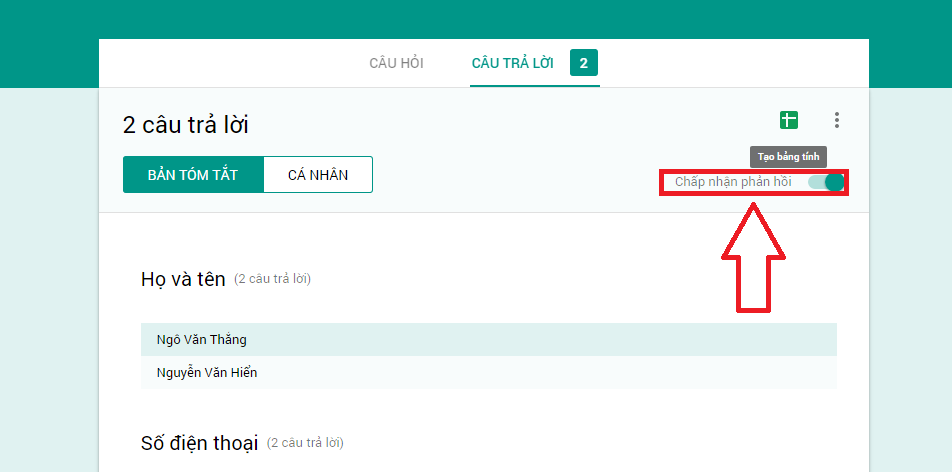 CÂU HỎI CÂU TRẢ LỜI 2
2 câu trả lời
Tạo bảng tính
BẢN TÓM TẮT CÁ NHÂN Chấp nhận phản hồi
Họ và tên (2 câu trả lời)
Ngô Văn Thắng
Nguyễn Văn Hiển
Số điện thoại (2 câu trả lời)